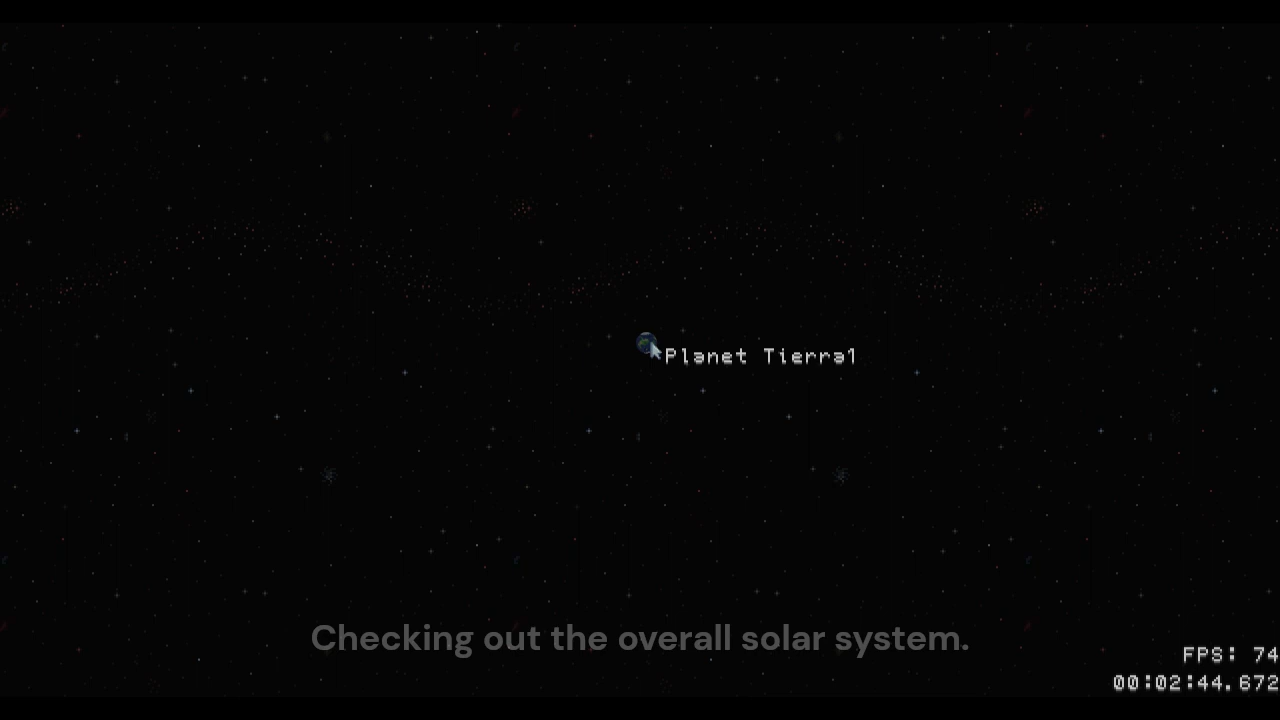 Planet Tierra1
Checking out the overall solar system.
FPS: 74
00:02:44.672